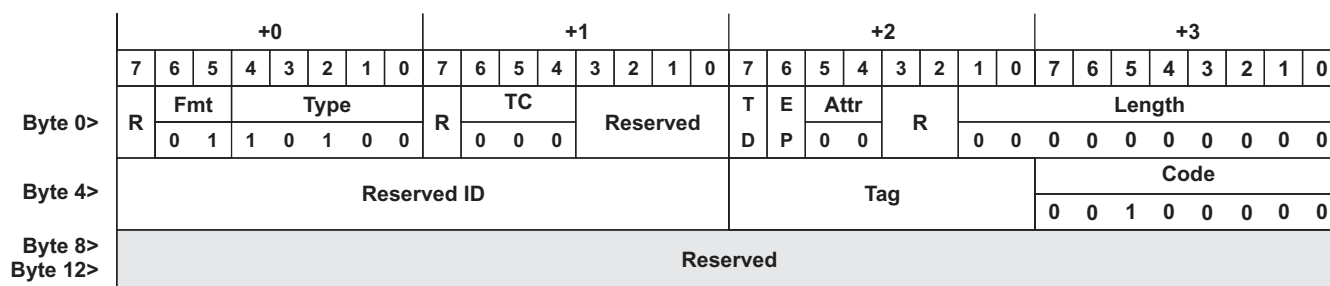 +0 +1 +2 +3
7 6 5 4 3 2 1 0 7 6 5 4 3 2 1 0 7 6 5 4 3 2 1 0 7 6 5 4 3 2 1 0
Byte 0> R Fmt Type R TC Reserved T E Attr R Length
0 1 1 0 1 0 0 0 0 0 D P 0 0 0 0 0 0 0 0 0 0 0 0
Byte 4> Reserved ID Tag Code
0 0 1 0 0 0 0 0
Byte 8>
Byte 12> Reserved